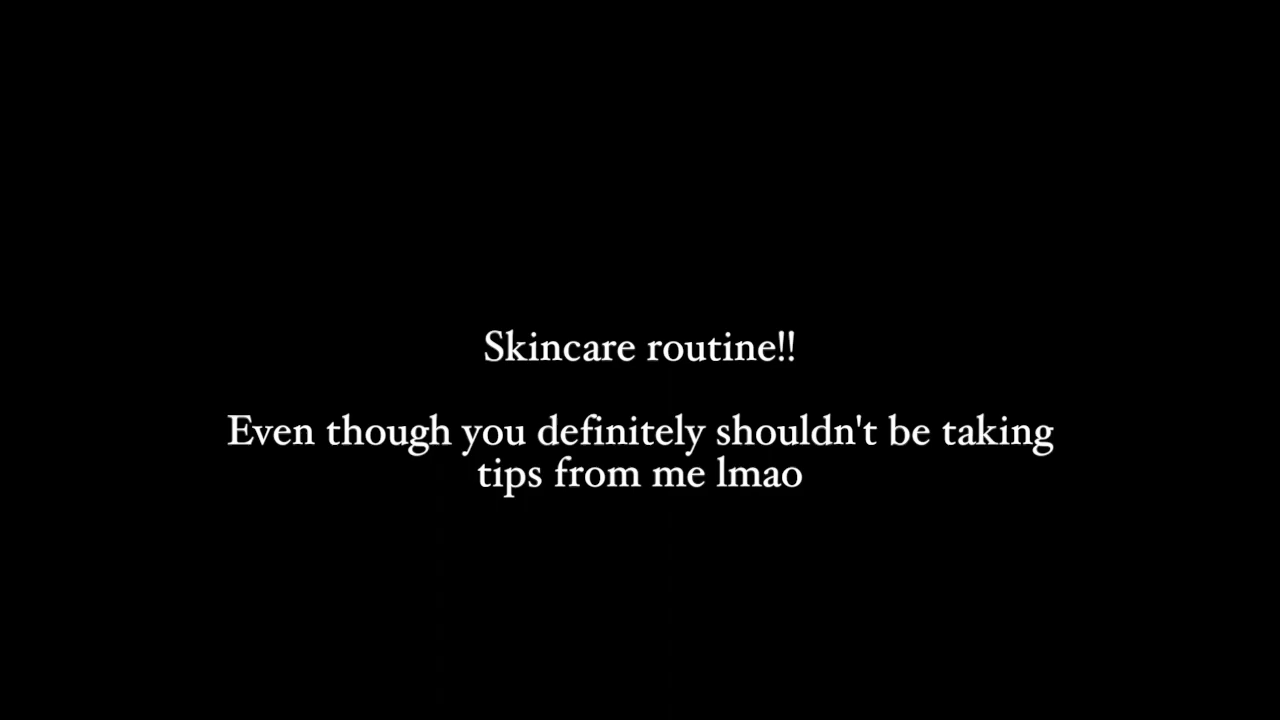 Skincare routine!!
Even though you definitely shouldn't be taking
tips from me lmao